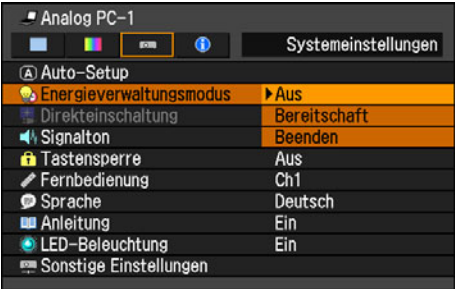 Analog PC-1
Systemeinstellungen
Auto-Setup
Energieverwaltungsmodus Aus
Direkteinschaltung Bereitschaft
Signalton Beenden
Tastensperre Aus
Fernbedienung Ch1
Sprache Deutsch
Anleitung Ein
LED-Beleuchtung Ein
Sonstige Einstellungen